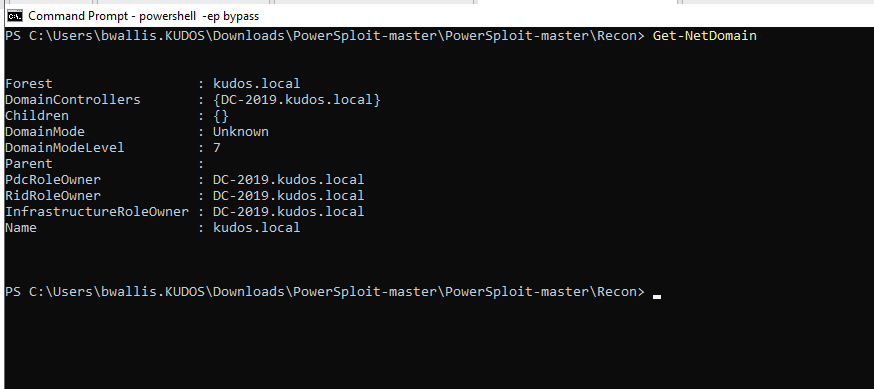 Command Prompt - powershell -ep bypass
PS C:\Users\bwallis.KUDOS\Downloads\PowerSploit-master\PowerSploit-master\Recon> Get-NetDomain
Forest : kudos.local
DomainControllers : {DC-2019.kudos.local}
Children : {}
DomainMode : Unknown
DomainModeLevel : 7
Parent :
PdcRoleOwner : DC-2019.kudos.local
RidRoleOwner : DC-2019.kudos.local
InfrastructureRoleOwner : DC-2019.kudos.local
Name : kudos.local
PS C:\Users\bwallis.KUDOS\Downloads\PowerSploit-master\PowerSploit-master\Recon>